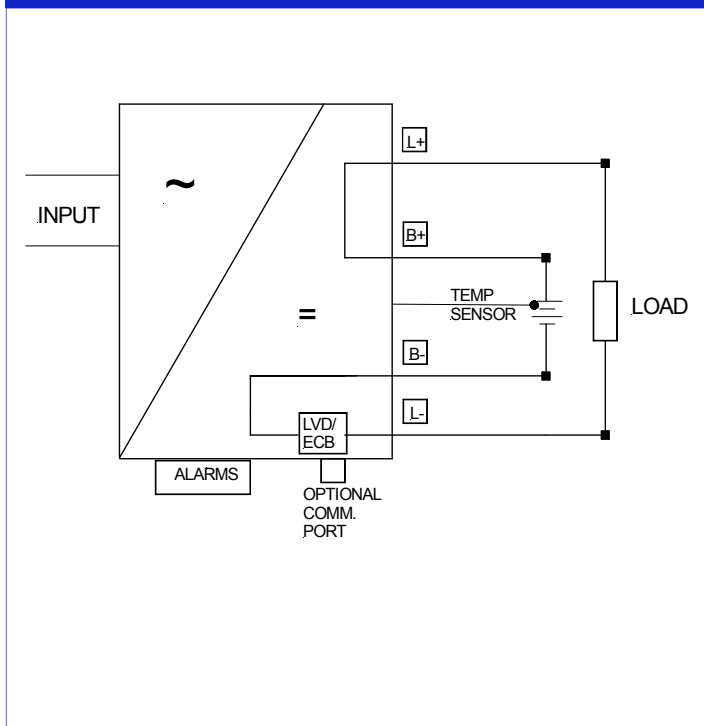 L+
~
INPUT
B+
TEMP
SENSOR
LOAD
=
B-
L-
LVD/
ECB
ALARMS
OPTIONAL
COMM.
PORT